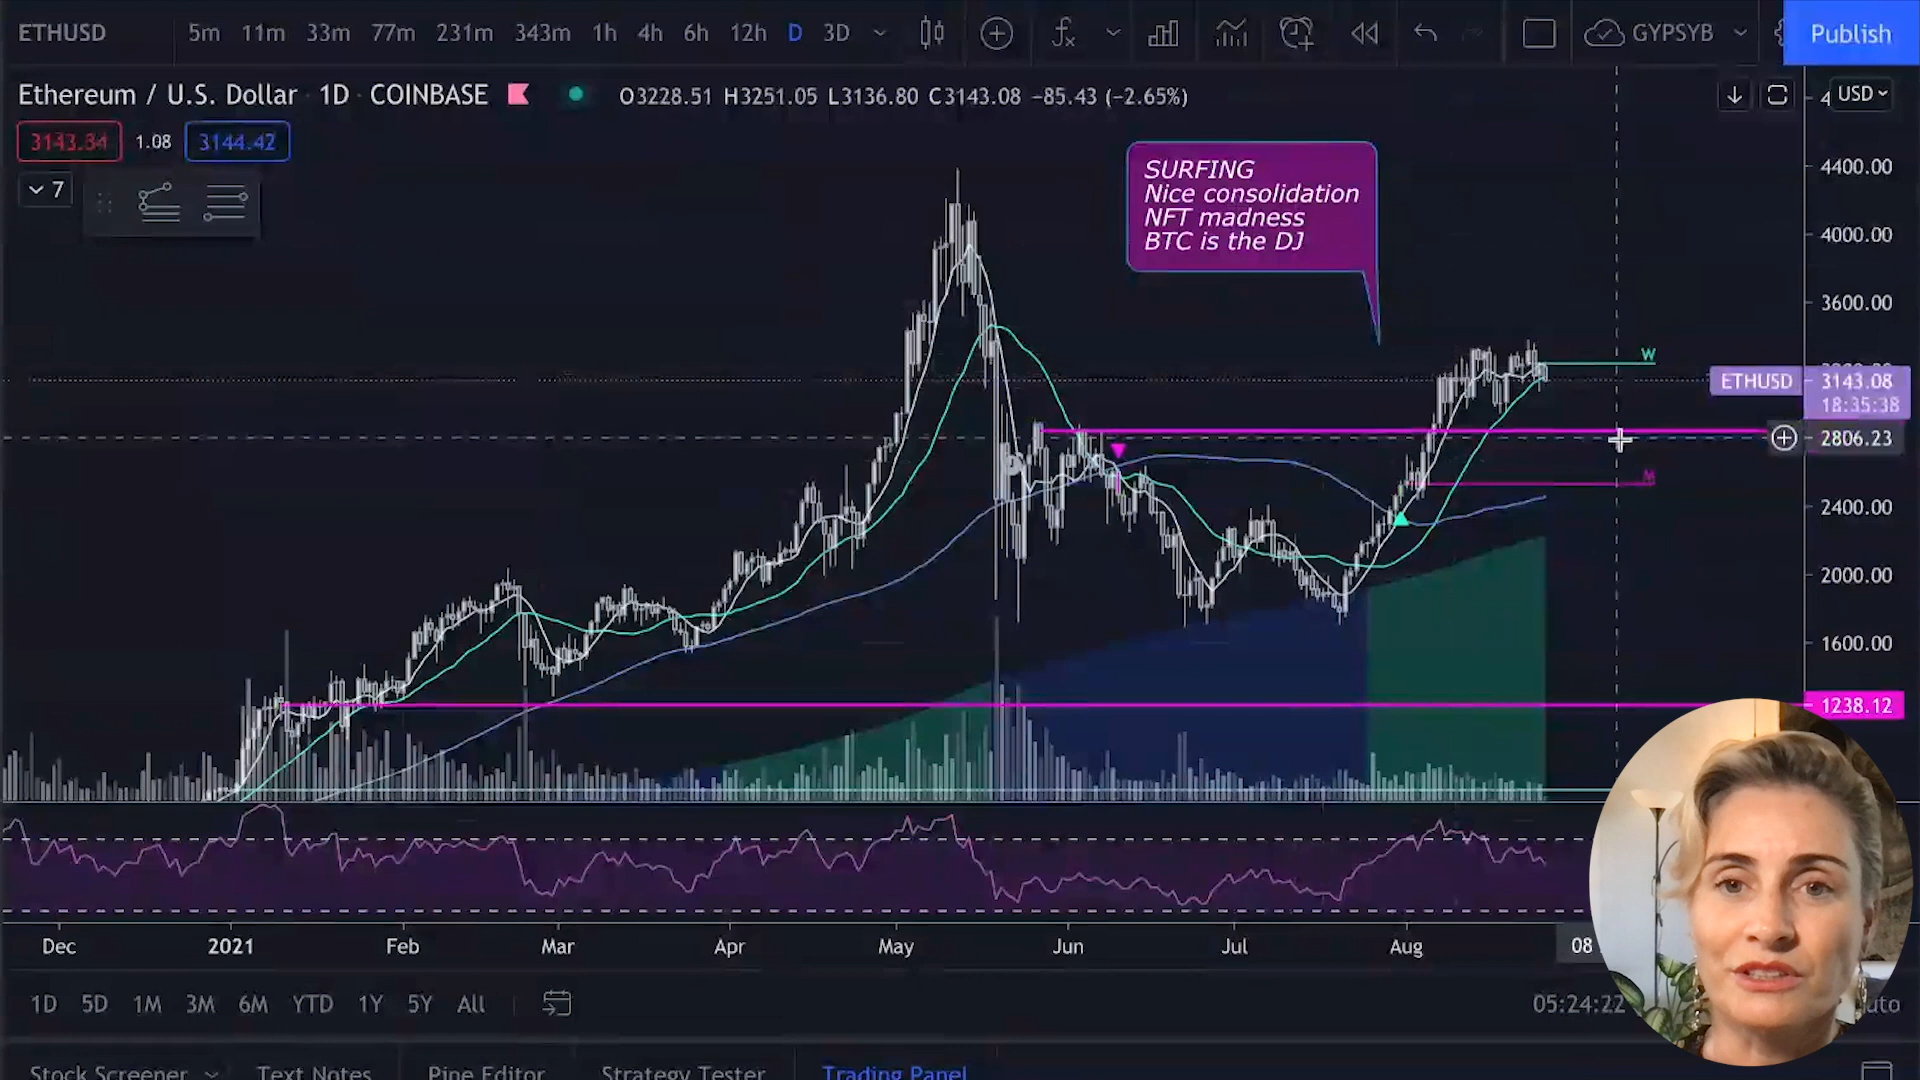 ETHUSD 5m 11m 33m 77m 231m 343m 1h 4h 6h 12h D 3D GYPSYB Publish
Ethereum / U.S. Dollar · 1D · COINBASE O3228.51 H3251.05 L3136.80 C3143.08 −85.43 (−2.65%) USD
3143.34 1.08 3144.42
7
SURFING
Nice consolidation
NFT madness
BTC is the DJ
4400.00
4000.00
3600.00
W
ETHUSD 3143.08
18:35:38
2806.23
M
2400.00
2000.00
1600.00
1238.12
Dec 2021 Feb Mar Apr May Jun Jul Aug 08
1D 5D 1M 3M 6M YTD 1Y 5Y All 05:24:22
Stock Screener Text Notes Pine Editor Strategy Tester Trading Panel